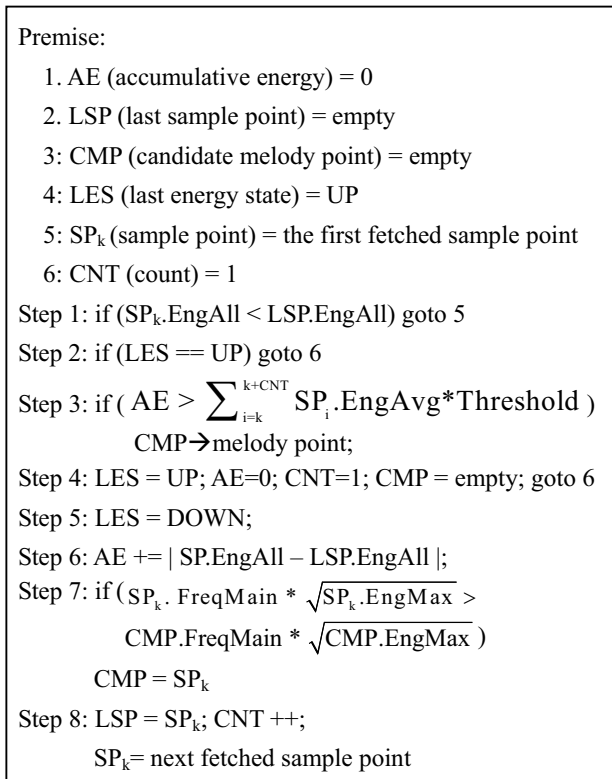 Premise:
1. AE (accumulative energy) = 0
2. LSP (last sample point) = empty
3: CMP (candidate melody point) = empty
4: LES (last energy state) = UP
5: SPₖ (sample point) = the first fetched sample point
6: CNT (count) = 1
Step 1: if (SPₖ.EngAll < LSP.EngAll) goto 5
Step 2: if (LES == UP) goto 6
Step 3: if ( AE > ∑_{i=k}^{k+CNT} SPᵢ.EngAvg*Threshold )
CMP→melody point;
Step 4: LES = UP; AE=0; CNT=1; CMP = empty; goto 6
Step 5: LES = DOWN;
Step 6: AE += | SP.EngAll – LSP.EngAll |;
Step 7: if ( SPₖ. FreqMain * √(SPₖ.EngMax) >
CMP.FreqMain * √(CMP.EngMax) )
CMP = SPₖ
Step 8: LSP = SPₖ; CNT ++;
SPₖ= next fetched sample point